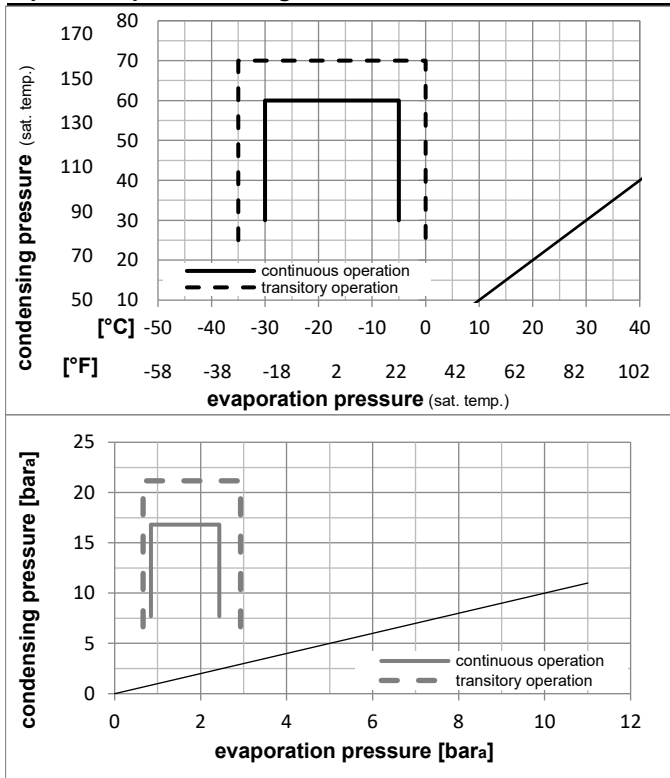 condensing pressure (sat. temp.)
170 80
70
150
60
130
50
110 40
90 30
70 20
50 10
continuous operation
transitory operation
[°C] -50 -40 -30 -20 -10 0 10 20 30 40
[°F] -58 -38 -18 2 22 42 62 82 102
evaporation pressure (sat. temp.)
condensing pressure [bara]
25
20
15
10
5
0
continuous operation
transitory operation
0 2 4 6 8 10 12
evaporation pressure [bara]